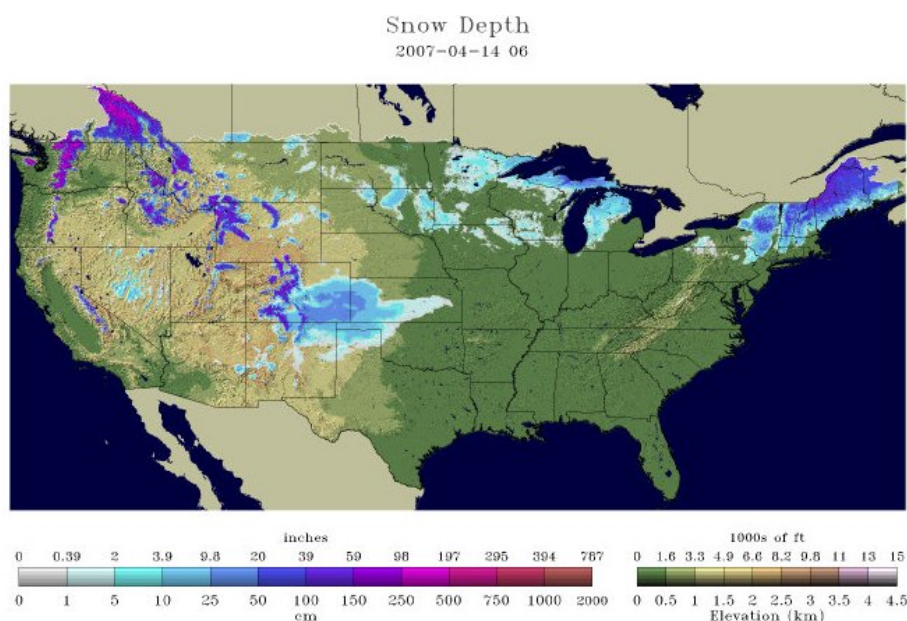 Snow Depth
2007-04-14 06
inches
0 0.39 2 3.9 9.8 20 39 59 98 197 295 394 787
0 1 5 10 25 50 100 150 250 500 750 1000 2000
cm
1000s of ft
0 1.6 3.3 4.9 6.6 8.2 9.8 11 13 15
0 0.5 1 1.5 2 2.5 3 3.5 4 4.5
Elevation (km)